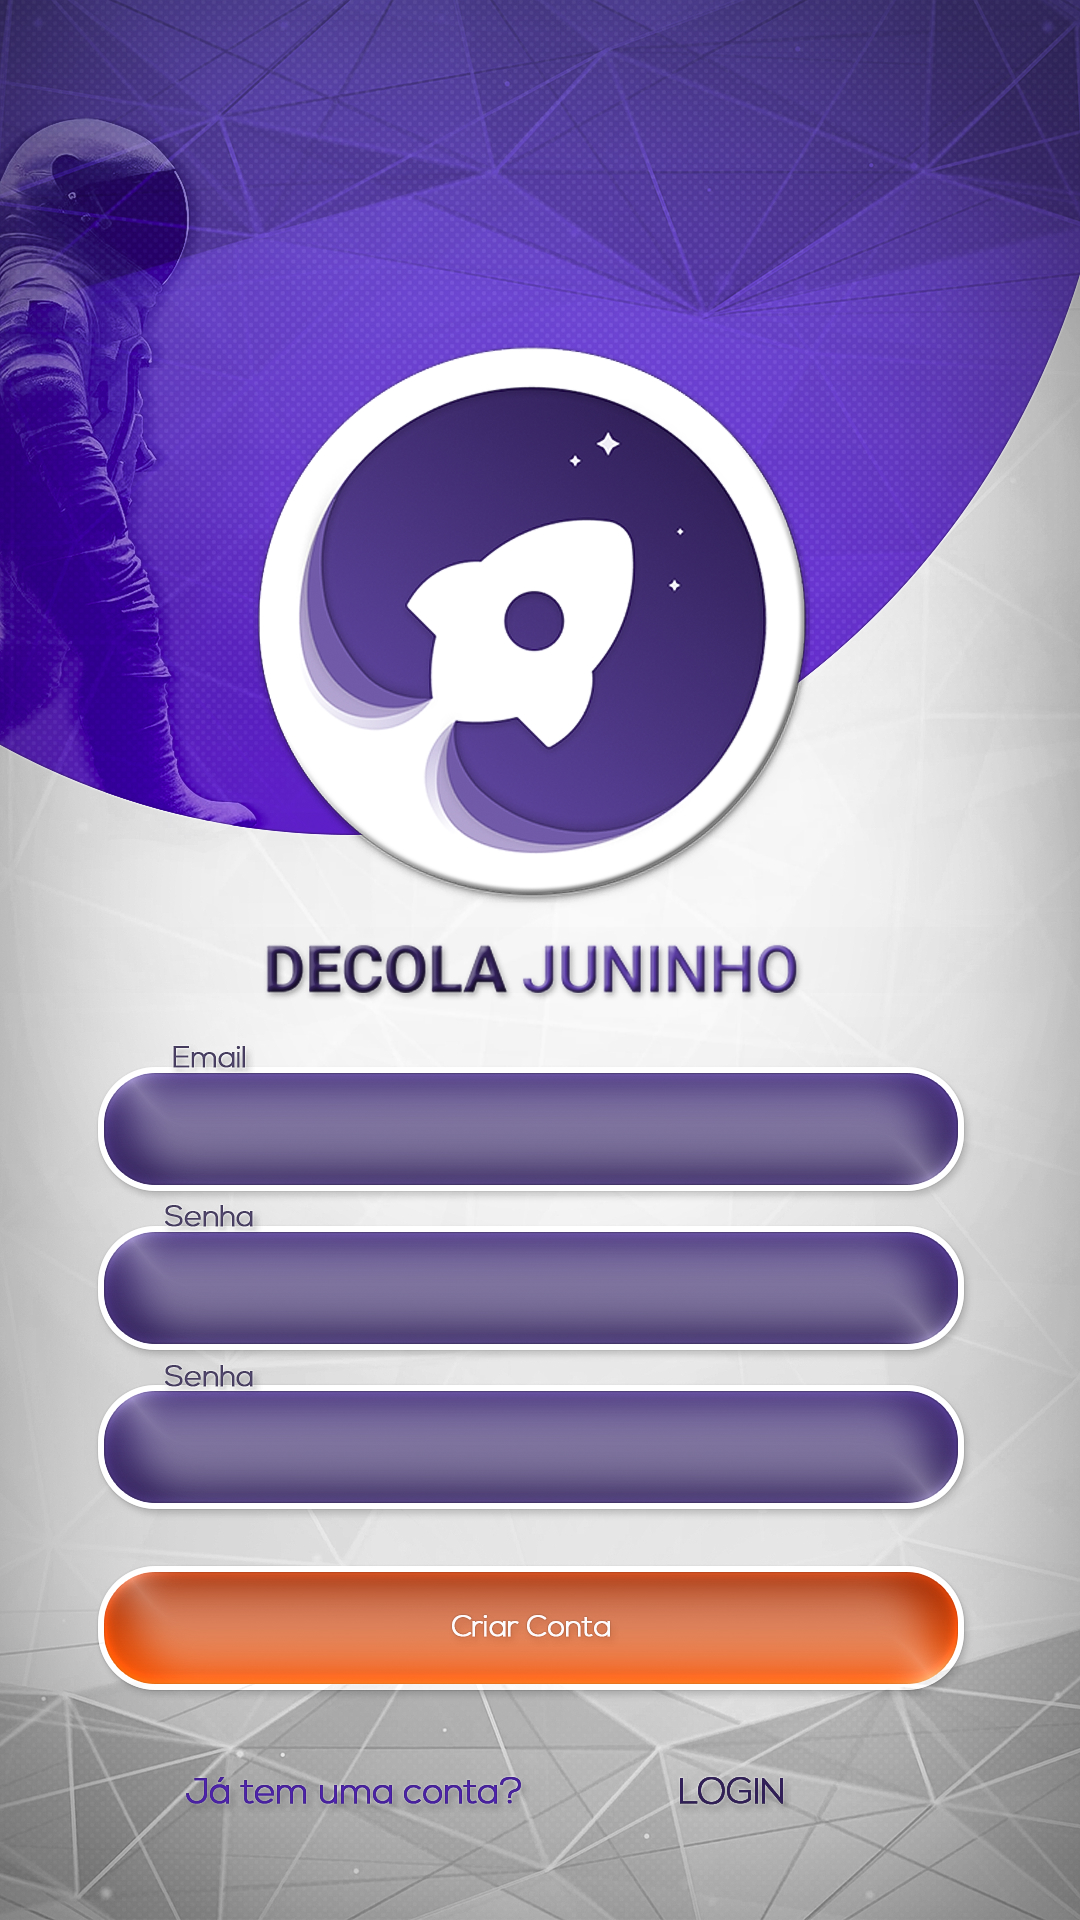 DECOLA JUNINHO
Email
Senha
Senha
Criar Conta
Já tem uma conta? LOGIN